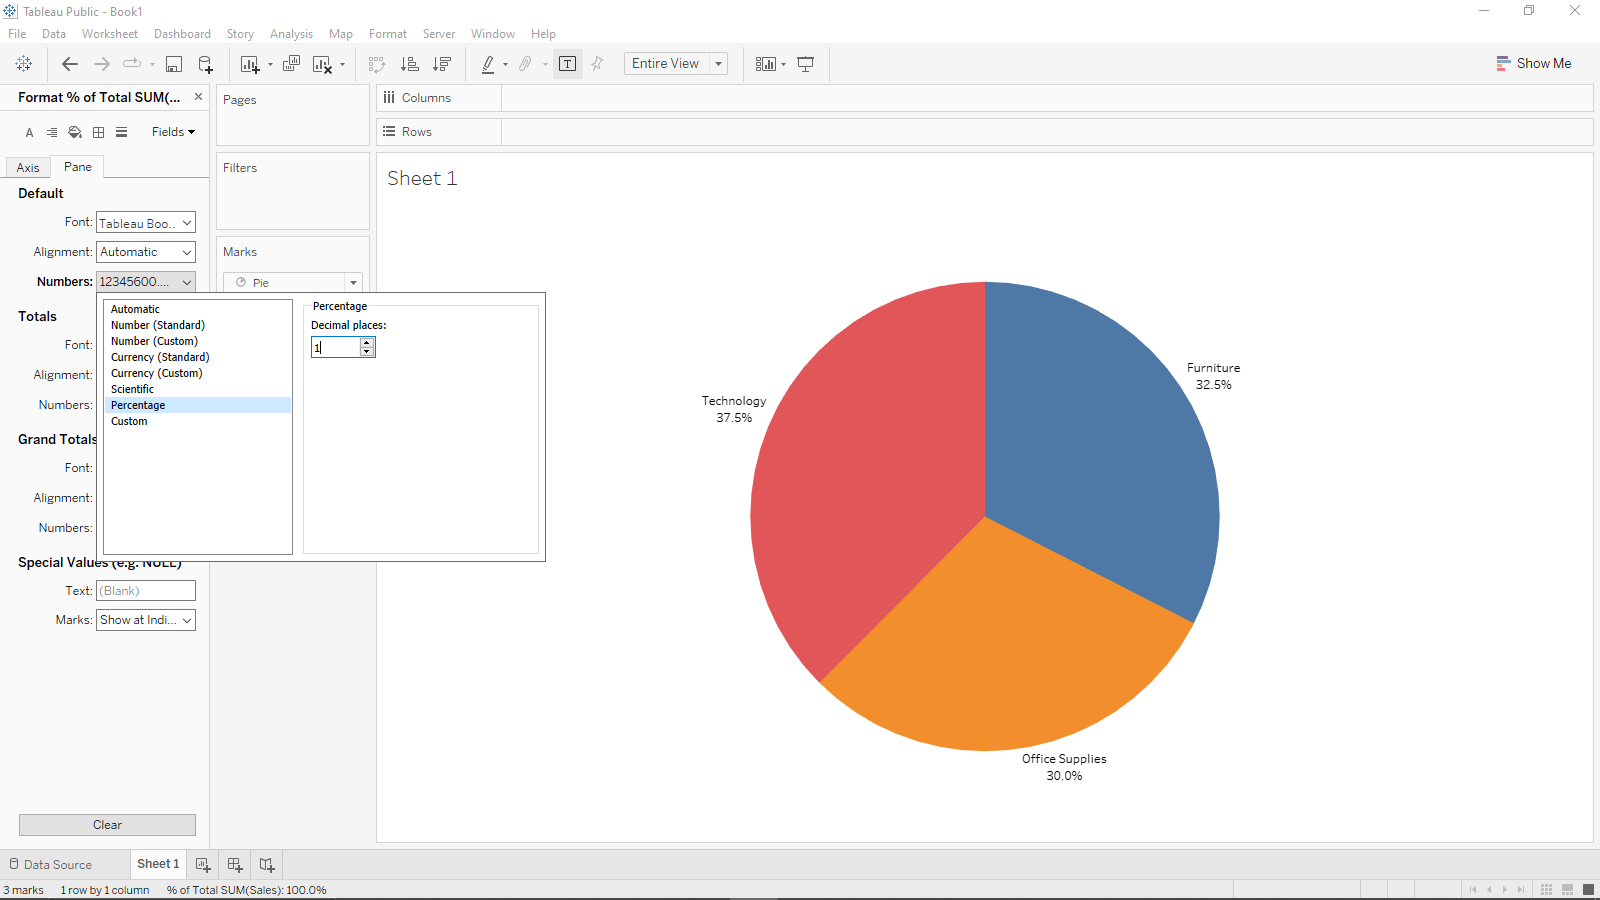 Tableau Public - Book1
File Data Worksheet Dashboard Story Analysis Map Format Server Window Help
Entire View
Show Me
Format % of Total SUM(...
Fields
Axis Pane
Default
Font: Tableau Boo..
Alignment: Automatic
Numbers: 12345600....
Totals
Font:
Alignment:
Numbers:
Grand Totals
Font:
Alignment:
Numbers:
Special Values (e.g. NULL)
Text: (Blank)
Marks: Show at Indi...
Clear
Automatic
Number (Standard)
Number (Custom)
Currency (Standard)
Currency (Custom)
Scientific
Percentage
Custom
Percentage
Decimal places:
1
Pages
Filters
Marks
Pie
Columns
Rows
Sheet 1
Furniture
32.5%
Technology
37.5%
Office Supplies
30.0%
Data Source Sheet 1
3 marks 1 row by 1 column % of Total SUM(Sales): 100.0%